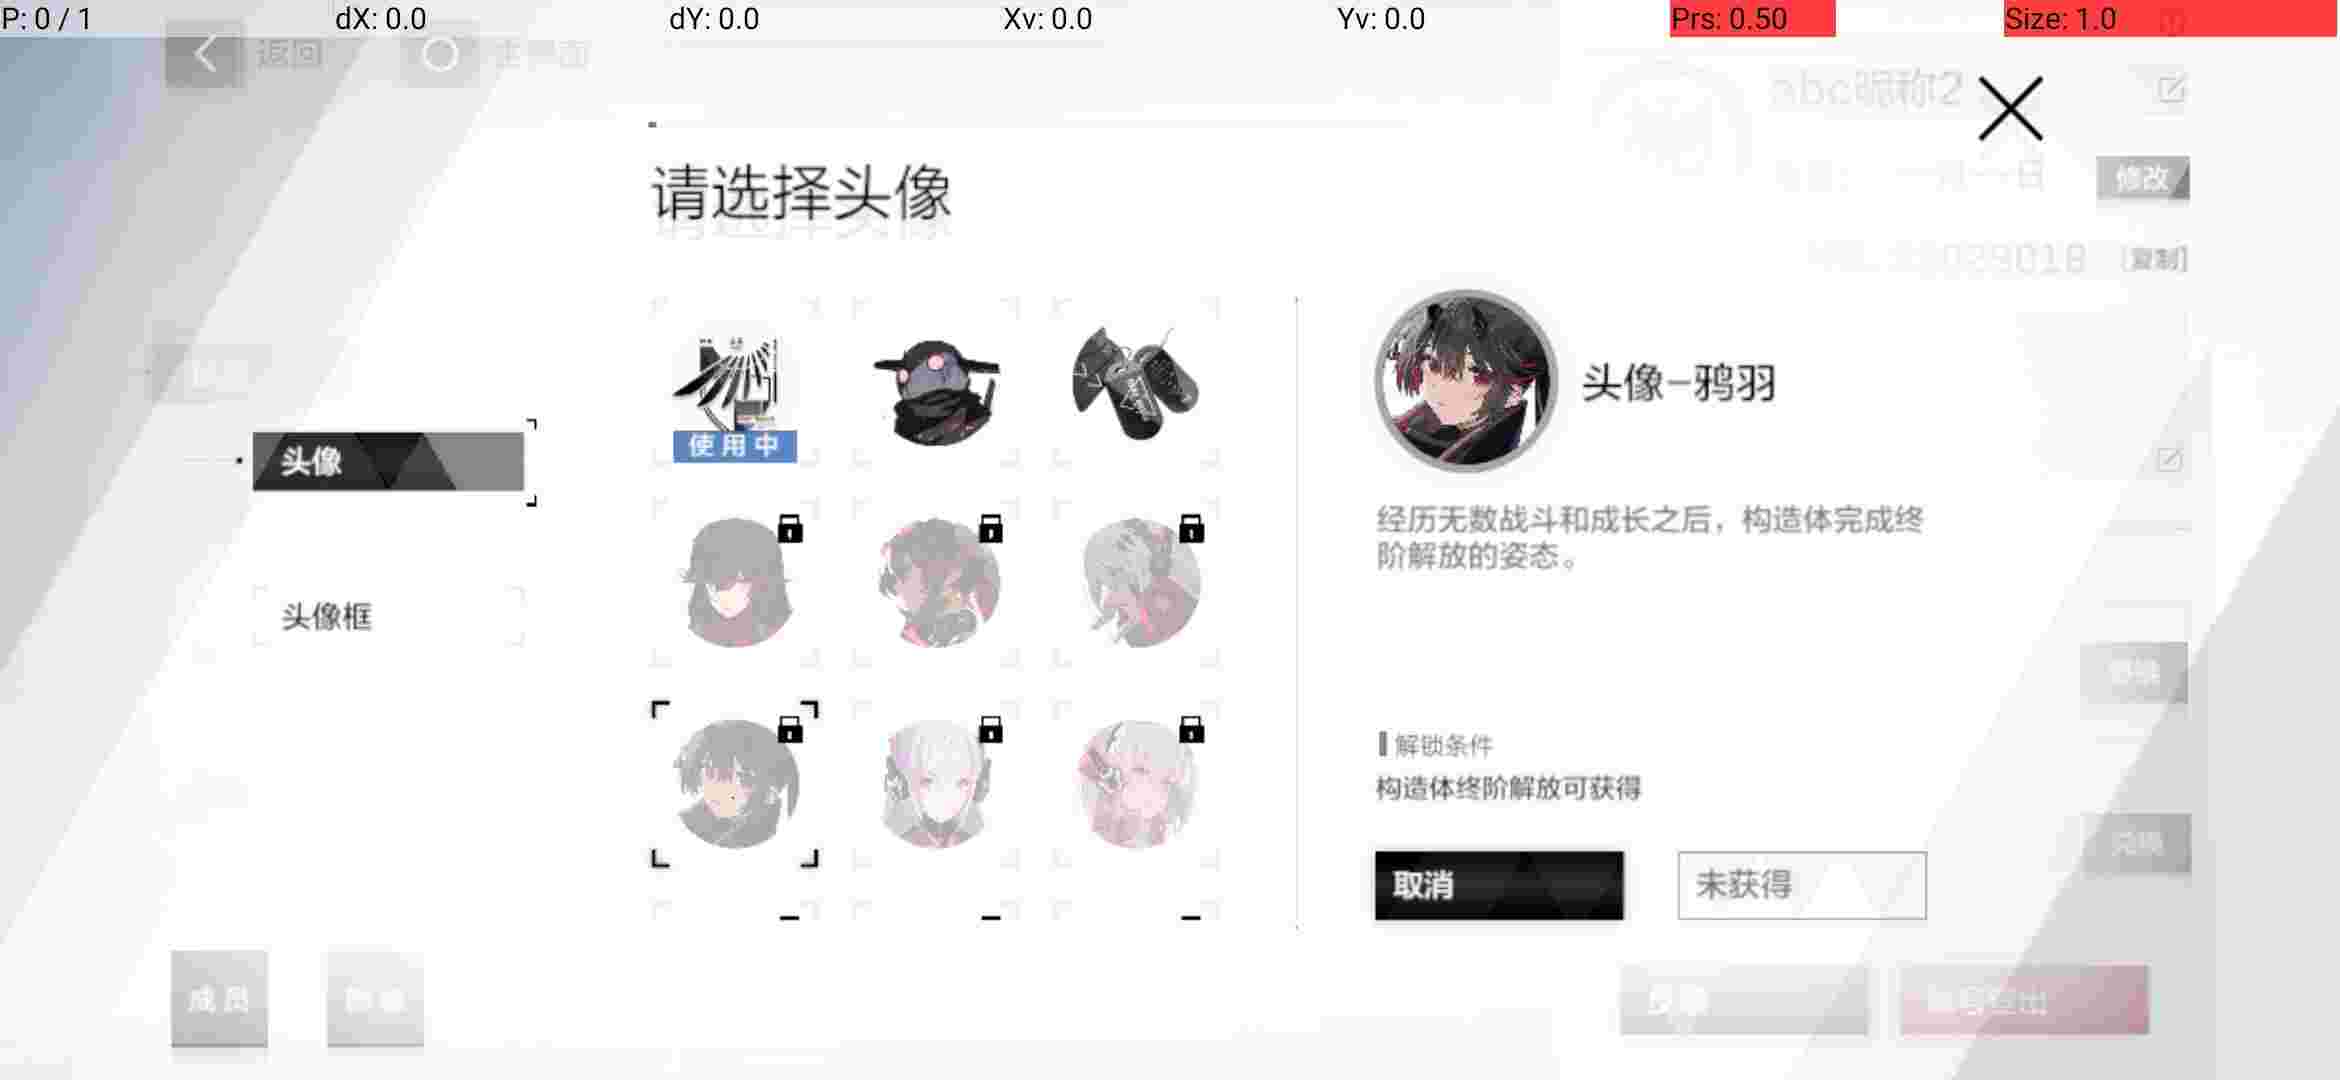 P: 0 / 1
dX: 0.0
dY: 0.0
Xv: 0.0
Yv: 0.0
Prs: 0.50
Size: 1.0
返回
主界面
abc昵称2
请选择头像
日
修改
029018
[复制]
使用中
头像
头像-鸦羽
经历无数战斗和成长之后，构造体完成终
阶解放的姿态。
头像框
解锁条件
构造体终阶解放可获得
取消
未获得
兑换
成员